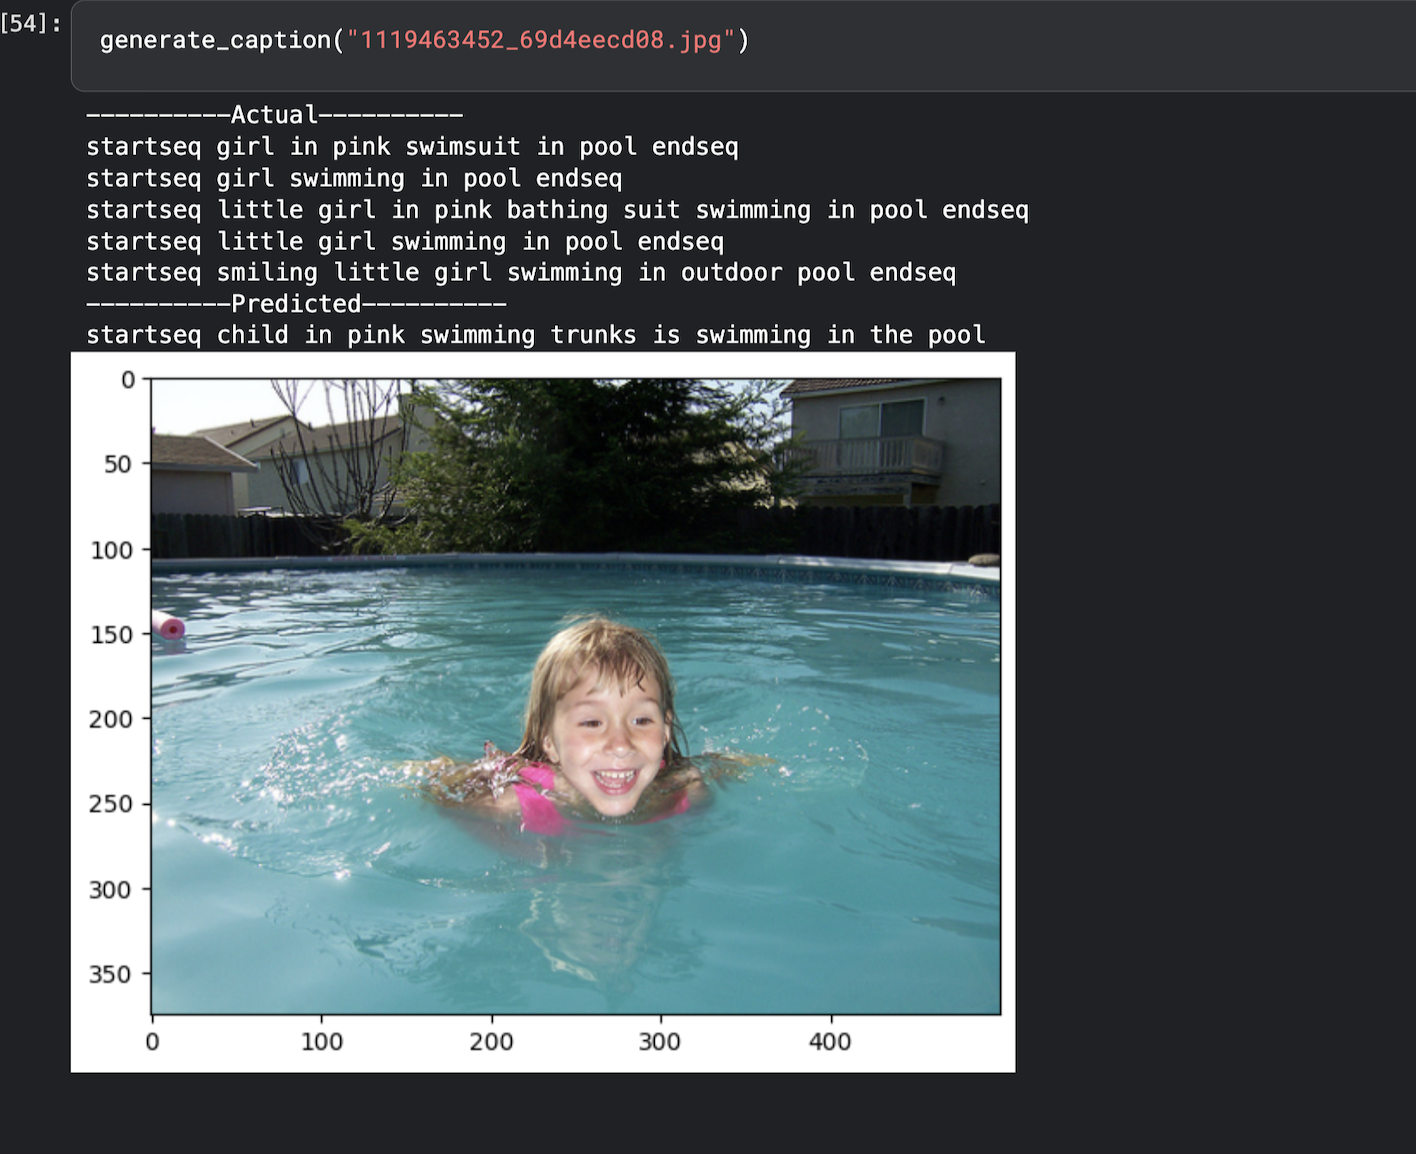 [54]:
generate_caption("1119463452_69d4eecd08.jpg")
----------Actual----------
startseq girl in pink swimsuit in pool endseq
startseq girl swimming in pool endseq
startseq little girl in pink bathing suit swimming in pool endseq
startseq little girl swimming in pool endseq
startseq smiling little girl swimming in outdoor pool endseq
----------Predicted----------
startseq child in pink swimming trunks is swimming in the pool
0
50
100
150
200
250
300
350
0 100 200 300 400